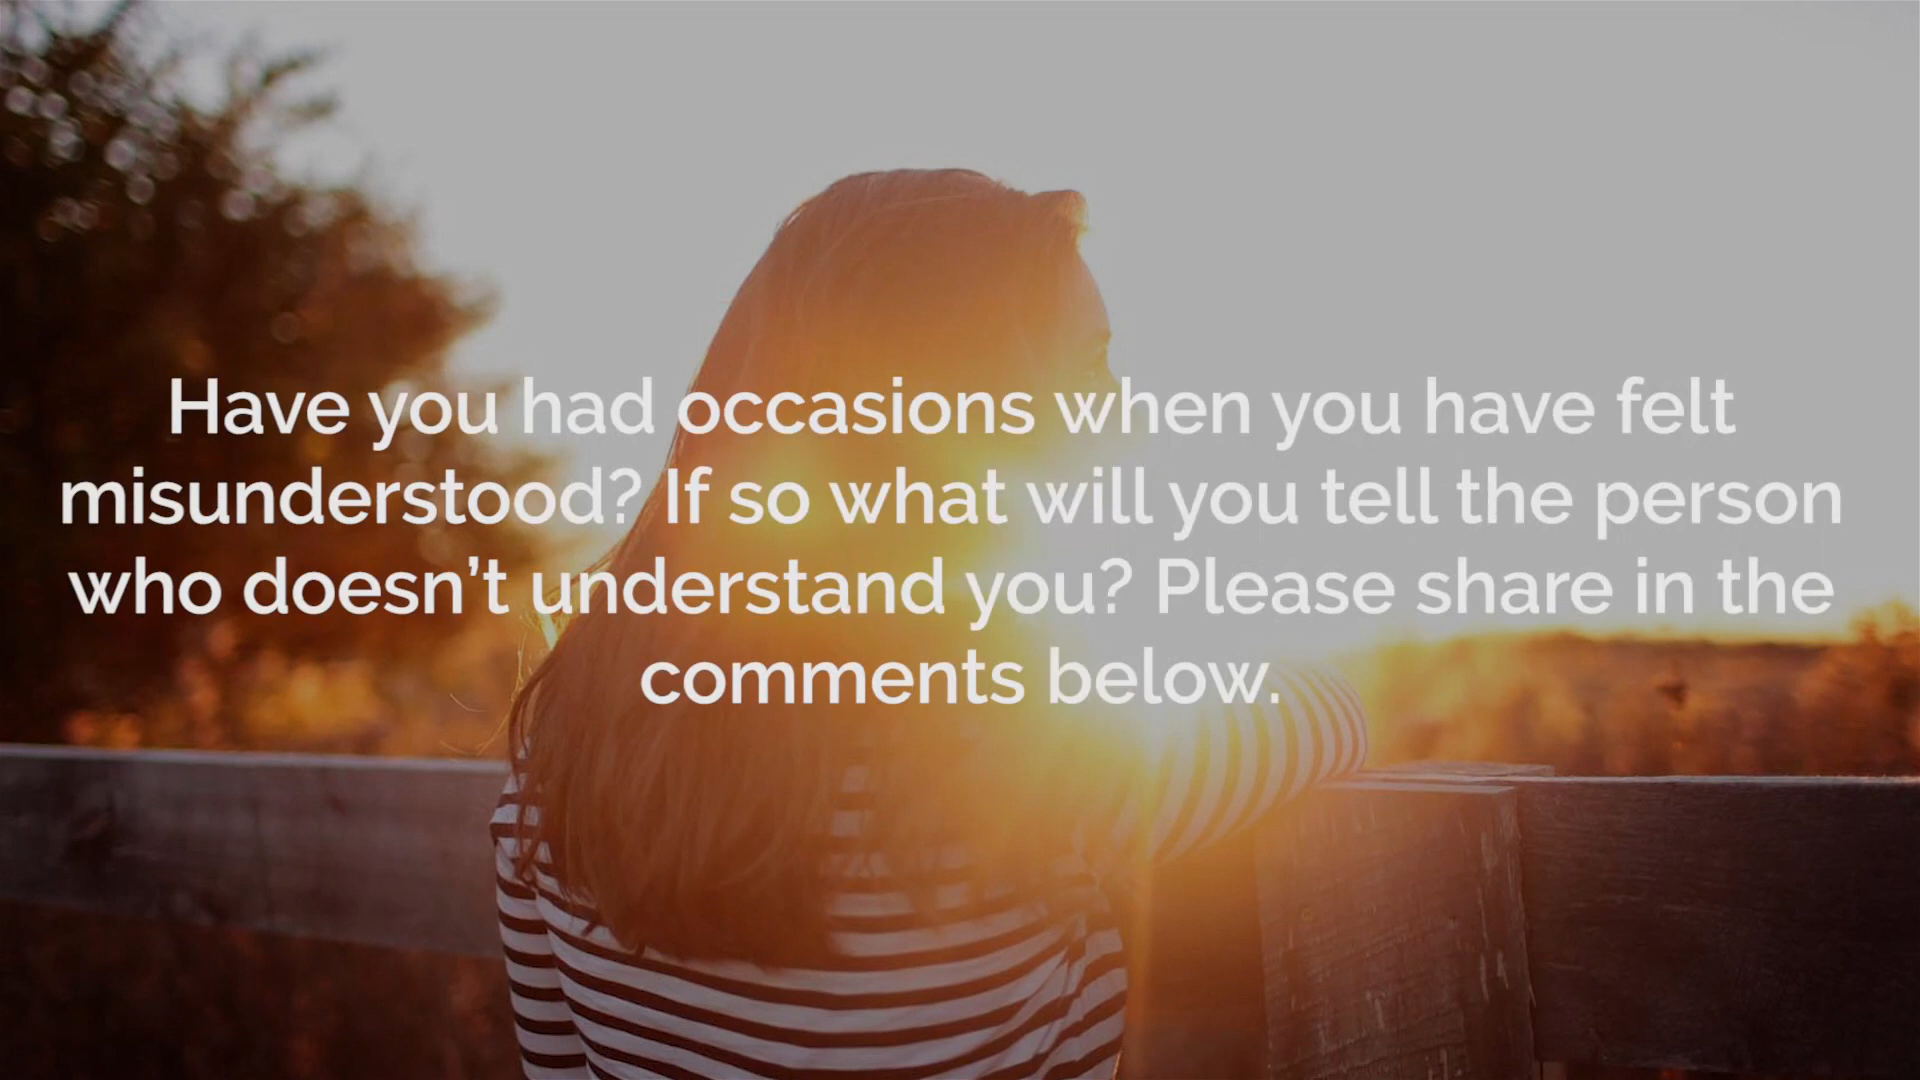 Have you had occasions when you have felt
misunderstood? If so what will you tell the person
who doesn’t understand you? Please share in the
comments below.